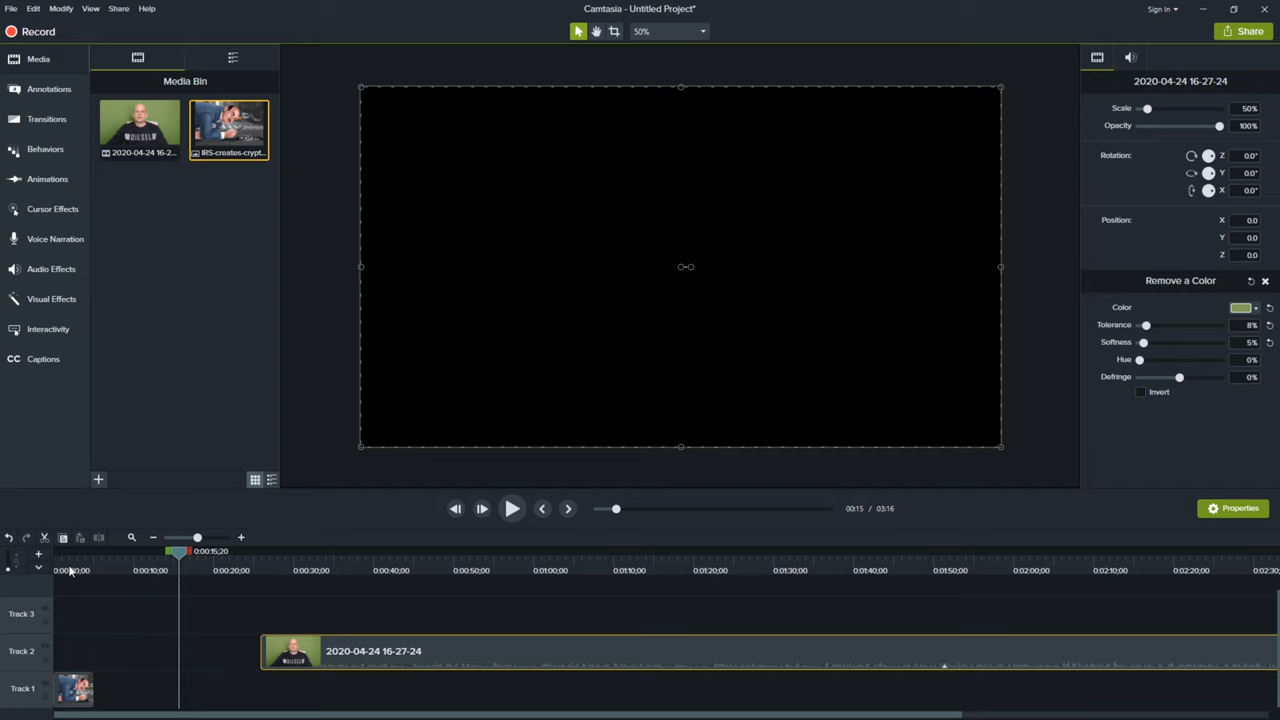 File Edit Modify View Share Help
Camtasia - Untitled Project*
Sign In
Record
50%
Share
Media
Annotations
Transitions
Behaviors
Animations
Cursor Effects
Voice Narration
Audio Effects
Visual Effects
Interactivity
CC Captions
Media Bin
DIESEL
2020-04-24 16-2...
IRS-creates-crypt...
2020-04-24 16-27-24
Scale 50%
Opacity 100%
Rotation: Z 0.0°
Y 0.0°
X 0.0°
Position: X 0.0
Y 0.0
Z 0.0
Remove a Color
Color
Tolerance 8%
Softness 5%
Hue 0%
Defringe 0%
Invert
00:15 / 03:16
Properties
0:00:15;20
0:00:00;00 0:00:10;00 0:00:20;00 0:00:30;00 0:00:40;00 0:00:50;00 0:01:00;00 0:01:10;00 0:01:20;00 0:01:30;00 0:01:40;00 0:01:50;00 0:02:00;00 0:02:10;00 0:02:20;00 0:02:30;
Track 3
Track 2
2020-04-24 16-27-24
Track 1